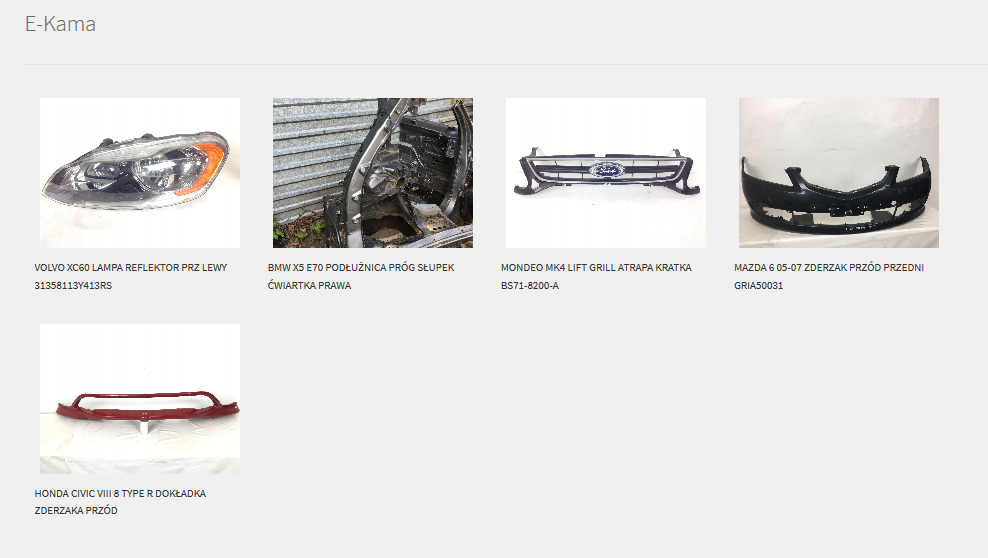 E-Kama
VOLVO XC60 LAMPA REFLEKTOR PRZ LEWY
31358113Y413RS
BMW X5 E70 PODŁUŻNICA PRÓG SŁUPEK
ĆWIARTKA PRAWA
MONDEO MK4 LIFT GRILL ATRAPA KRATKA
BS71-8200-A
MAZDA 6 05-07 ZDERZAK PRZÓD PRZEDNI
GRIA50031
HONDA CIVIC VIII 8 TYPE R DOKŁADKA
ZDERZAKA PRZÓD